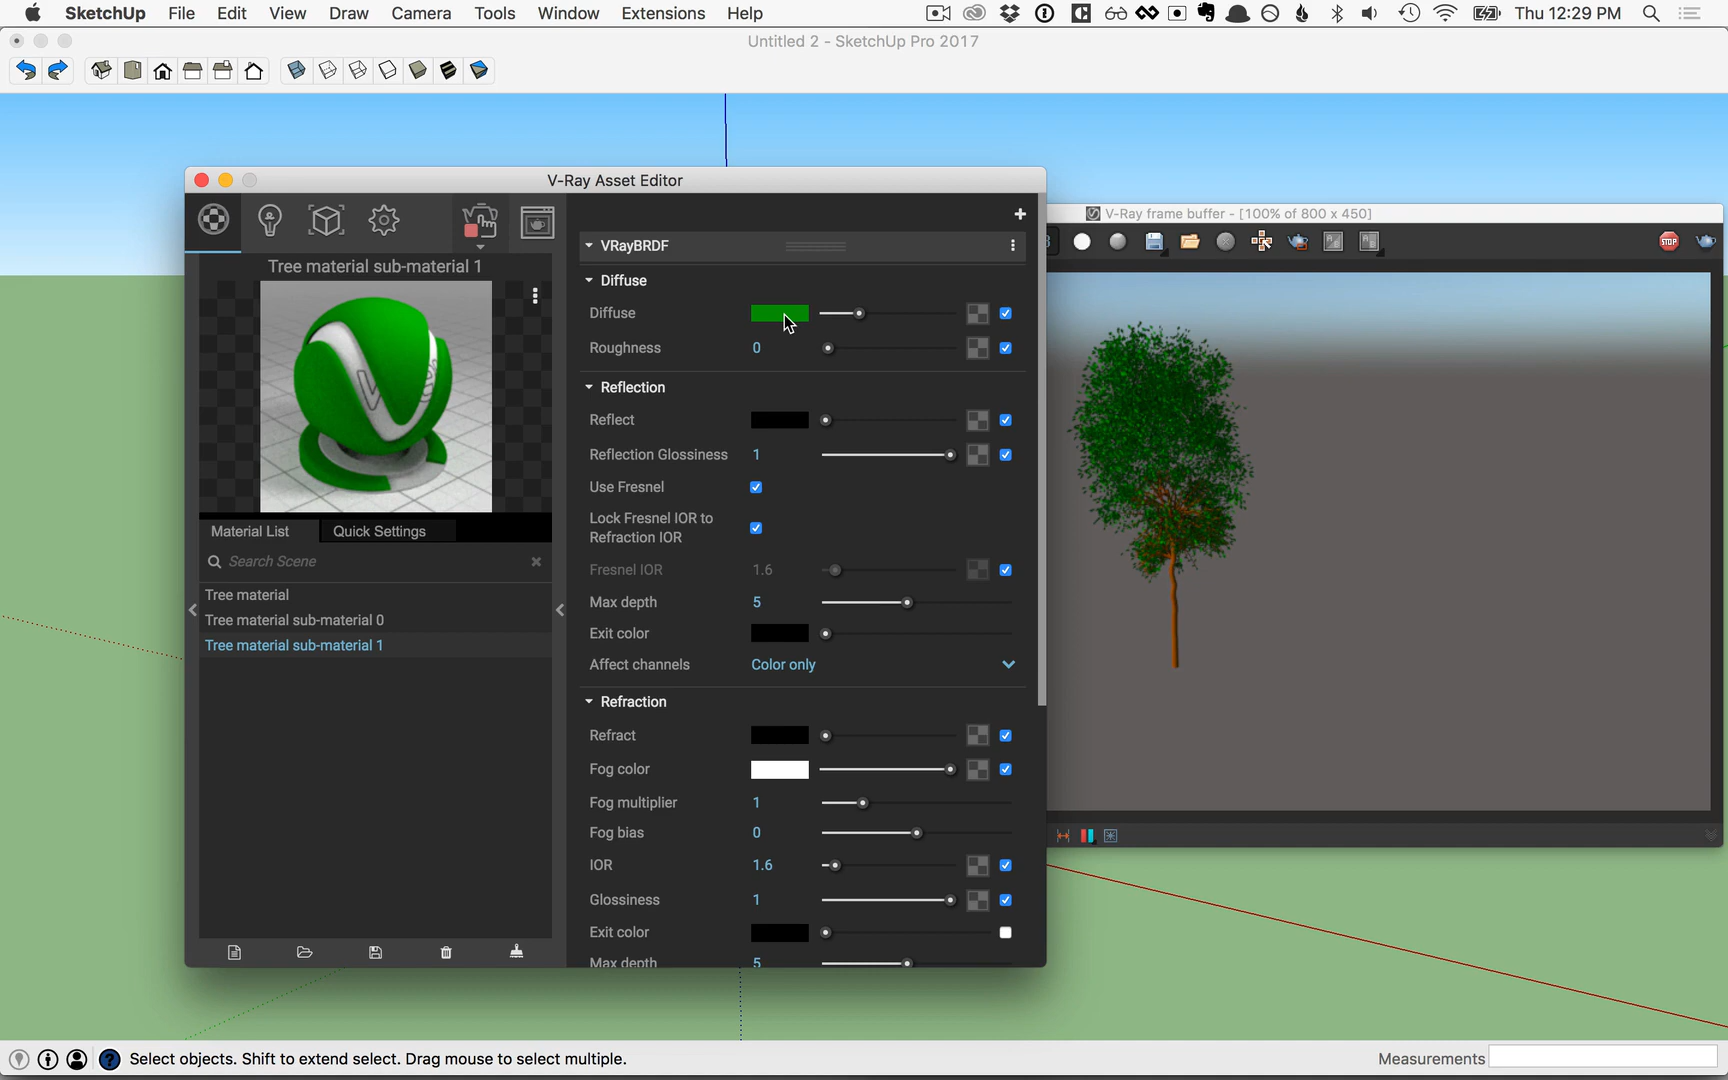 SketchUp File Edit View Draw Camera Tools Window Extensions Help Thu 12:29 PM
Untitled 2 - SketchUp Pro 2017
V-Ray Asset Editor
V-Ray frame buffer - [100% of 800 x 450]
STOP
Tree material sub-material 1
Material List Quick Settings
Search Scene
Tree material
Tree material sub-material 0
Tree material sub-material 1
VRayBRDF
Diffuse
Diffuse
Roughness 0
Reflection
Reflect
Reflection Glossiness 1
Use Fresnel
Lock Fresnel IOR to
Refraction IOR
Fresnel IOR 1.6
Max depth 5
Exit color
Affect channels Color only
Refraction
Refract
Fog color
Fog multiplier 1
Fog bias 0
IOR 1.6
Glossiness 1
Exit color
Max depth 5
Select objects. Shift to extend select. Drag mouse to select multiple.
Measurements